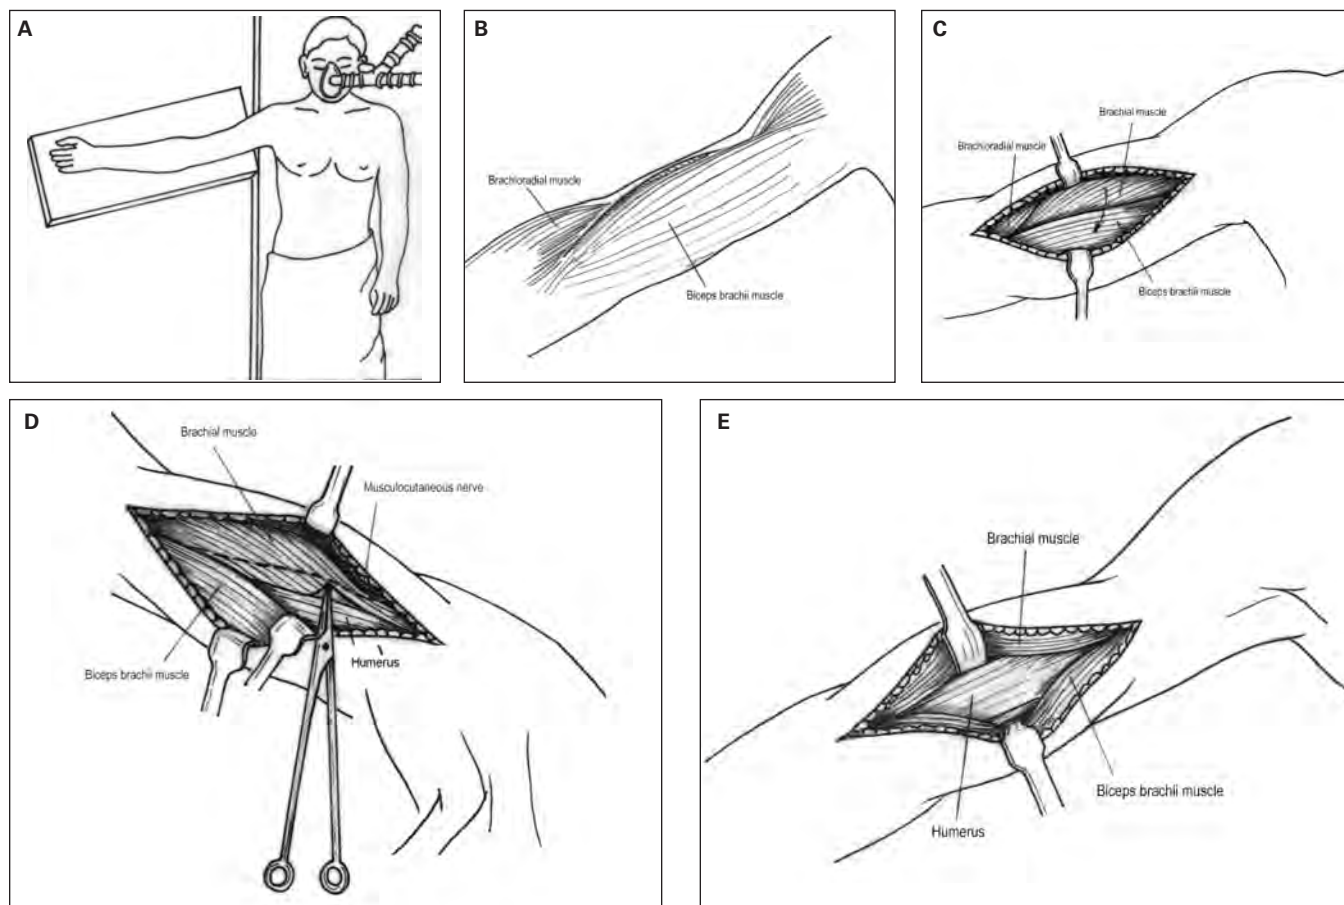 A
B
Brachioradial muscle
Biceps brachii muscle
C
Brachial muscle
Brachioradial muscle
Biceps brachii muscle
D
Brachial muscle
Musculocutaneous nerve
Biceps brachii muscle
Humerus
E
Brachial muscle
Biceps brachii muscle
Humerus